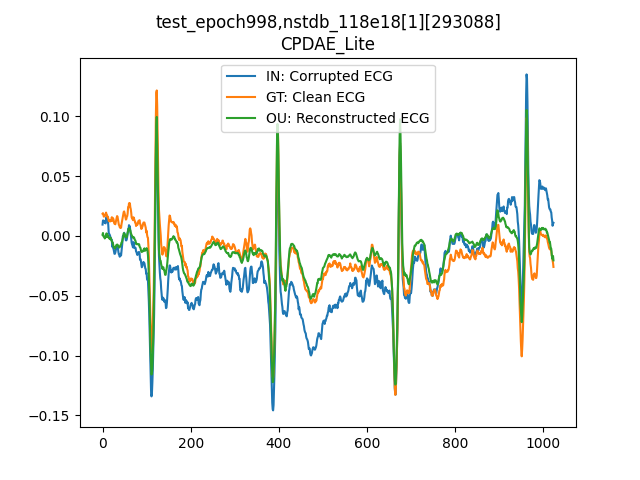 test_epoch998,nstdb_118e18[1][293088]
CPDAE_Lite
IN: Corrupted ECG
GT: Clean ECG
OU: Reconstructed ECG
0.10
0.05
0.00
−0.05
−0.10
−0.15
0 200 400 600 800 1000